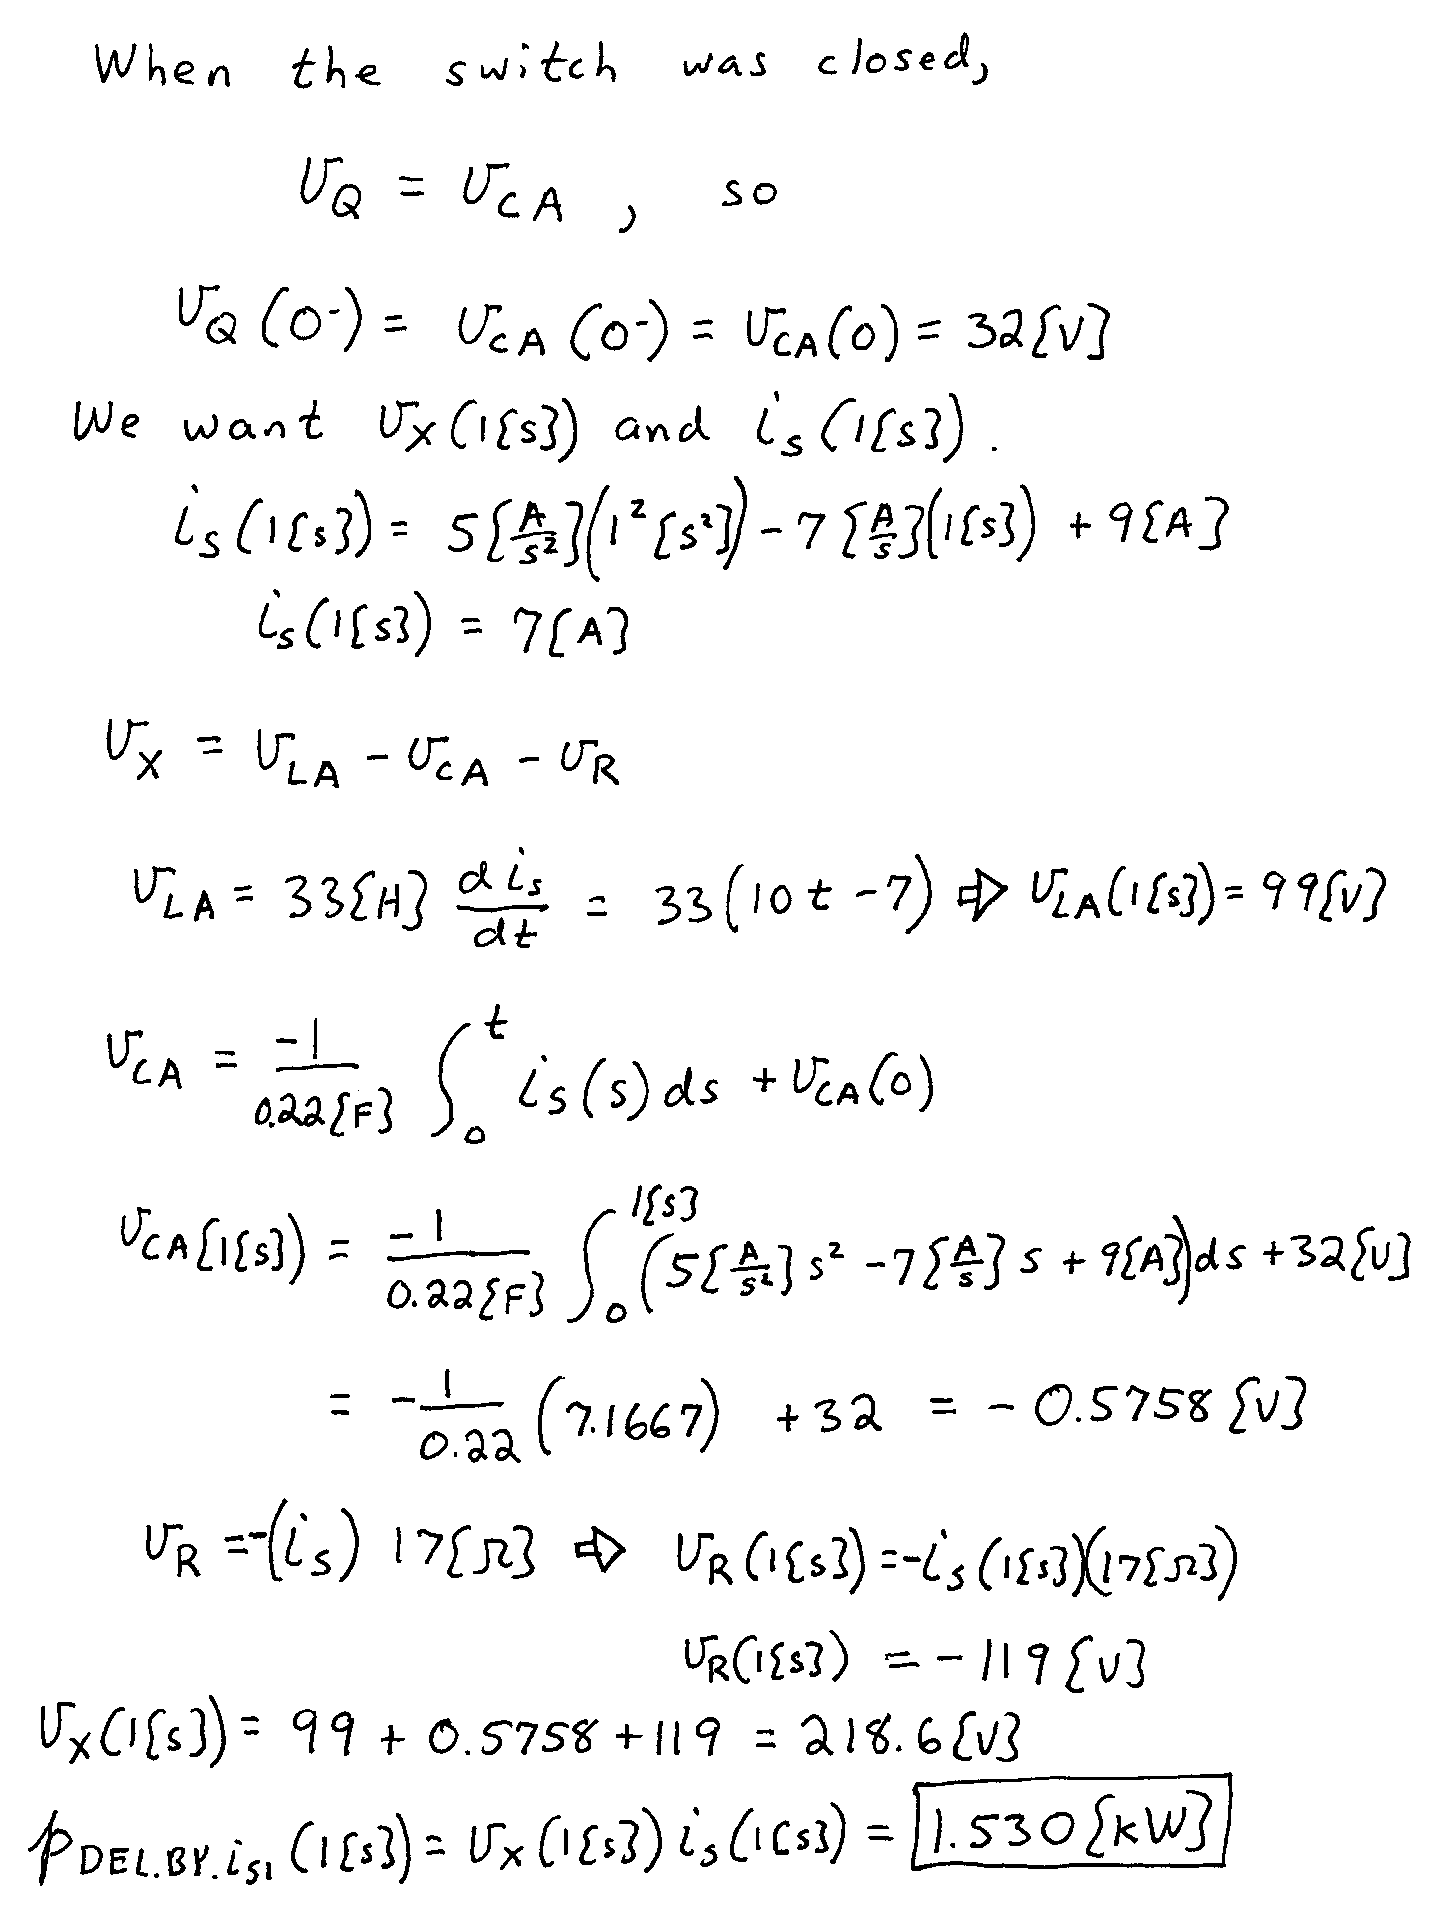 When the switch was closed,
v_Q = v_CA , so
v_Q (0-) = v_CA (0-) = v_CA(0) = 32{V}
We want v_X(1{s}) and i_s(1{s}).
i_s(1{s}) = 5{A/s²}(1²{s²}) - 7{A/s}(1{s}) + 9{A}
i_s(1{s}) = 7{A}
v_X = v_LA - v_CA - v_R
v_LA = 33{H} di_s/dt = 33(10t - 7) ⇨ v_LA(1{s}) = 99{V}
v_CA = -1/0.22{F} ∫_0^t i_s(s)ds + v_CA(0)
v_CA{1{s}) = -1/0.22{F} ∫_0^1{s} (5{A/s²}s² - 7{A/s}s + 9{A})ds + 32{V}
= -1/0.22 (7.1667) + 32 = - 0.5758{V}
v_R = -(i_s) 17{Ω} ⇨ v_R(1{s}) = -i_s(1{s})(17{Ω})
v_R(1{s}) = - 119{V}
v_X(1{s}) = 99 + 0.5758 + 119 = 218.6{V}
p_DEL.BY.i_S1 (1{s}) = v_X(1{s}) i_s(1{s}) = 1.530{kW}